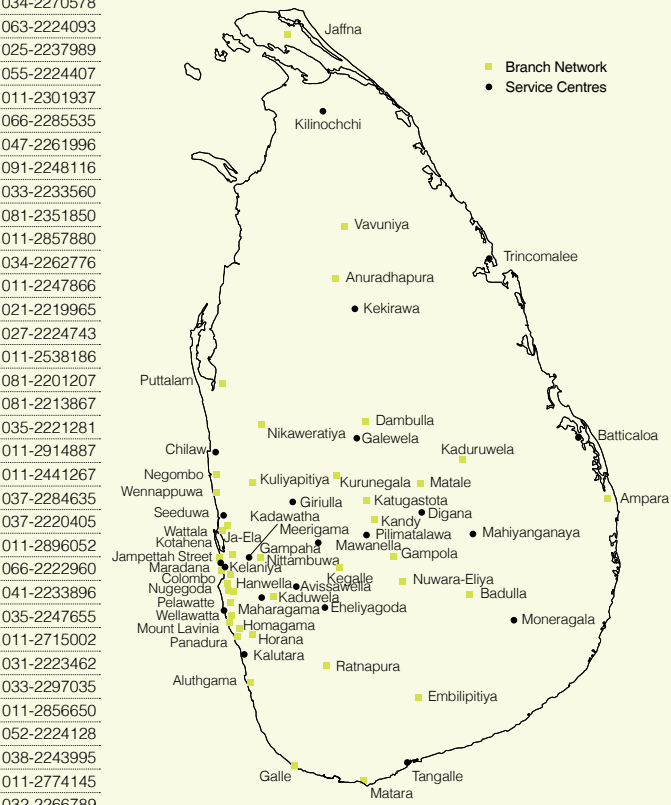 034-2270578
063-2224093
025-2237989
055-2224407
011-2301937
066-2285535
047-2261996
091-2248116
033-2233560
081-2351850
011-2857880
034-2262776
011-2247866
021-2219965
027-2224743
011-2538186
081-2201207
081-2213867
035-2221281
011-2914887
011-2441267
037-2284635
037-2220405
011-2896052
066-2222960
041-2233896
035-2247655
011-2715002
031-2223462
033-2297035
011-2856650
052-2224128
038-2243995
011-2774145
032-2266789
Jaffna
Branch Network
Service Centres
Kilinochchi
Vavuniya
Trincomalee
Anuradhapura
Kekirawa
Puttalam
Dambulla
Nikaweratiya
Galewela
Batticaloa
Chilaw
Kaduruwela
Negombo
Kuliyapitiya
Kurunegala
Matale
Wennappuwa
Ampara
Giriulla
Katugastota
Seeduwa
Kadawatha
Digana
Kandy
Wattala
Meerigama
Pilimatalawa
Mahiyanganaya
Kotahena
Ja-Ela
Gampaha
Mawanella
Jampettah Street
Nittambuwa
Gampola
Maradana
Kelaniya
Kegalle
Colombo
Hanwella
Avissawella
Nuwara-Eliya
Nugegoda
Badulla
Pelawatte
Kaduwela
Maharagama
Eheliyagoda
Wellawatta
Moneragala
Mount Lavinia
Homagama
Panadura
Horana
Kalutara
Ratnapura
Aluthgama
Embilipitiya
Galle
Tangalle
Matara